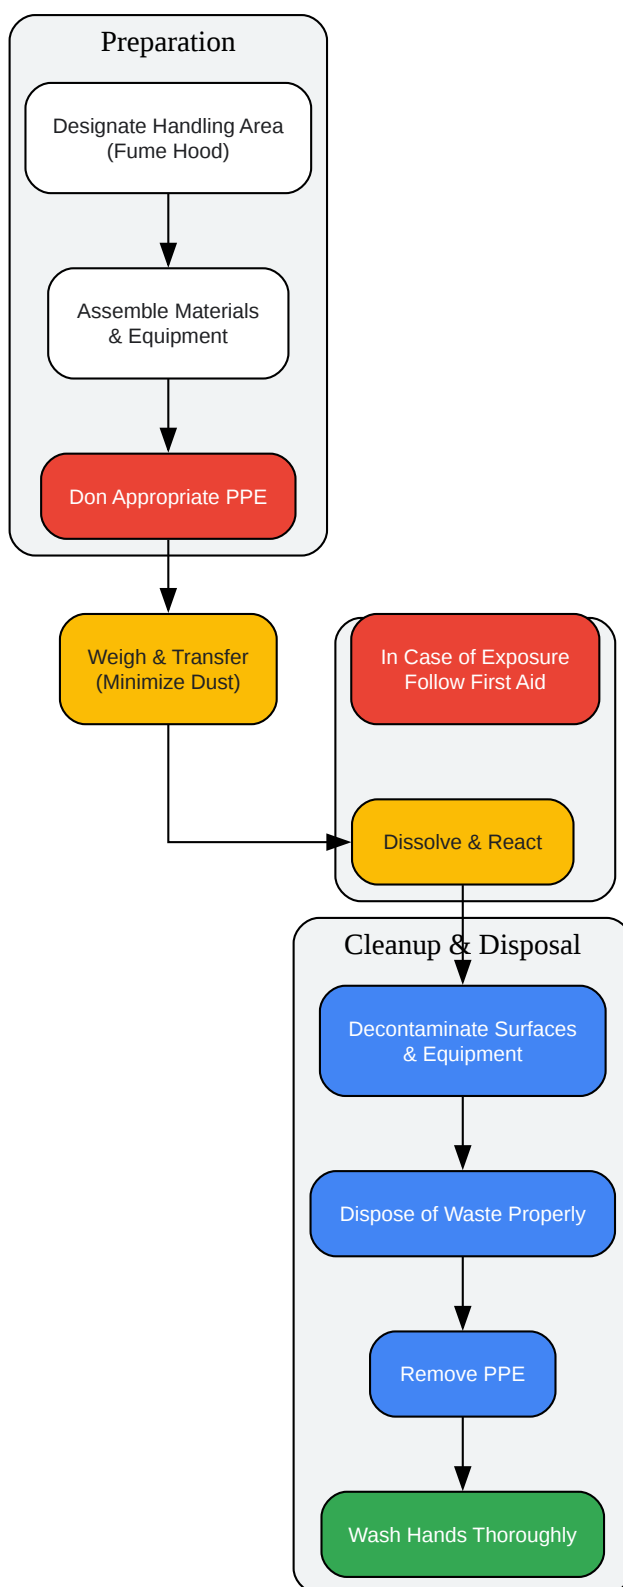 Preparation
Designate Handling Area
(Fume Hood)
Assemble Materials
& Equipment
Don Appropriate PPE
Weigh & Transfer
(Minimize Dust)
In Case of Exposure
Follow First Aid
Dissolve & React
Cleanup & Disposal
Decontaminate Surfaces
& Equipment
Dispose of Waste Properly
Remove PPE
Wash Hands Thoroughly